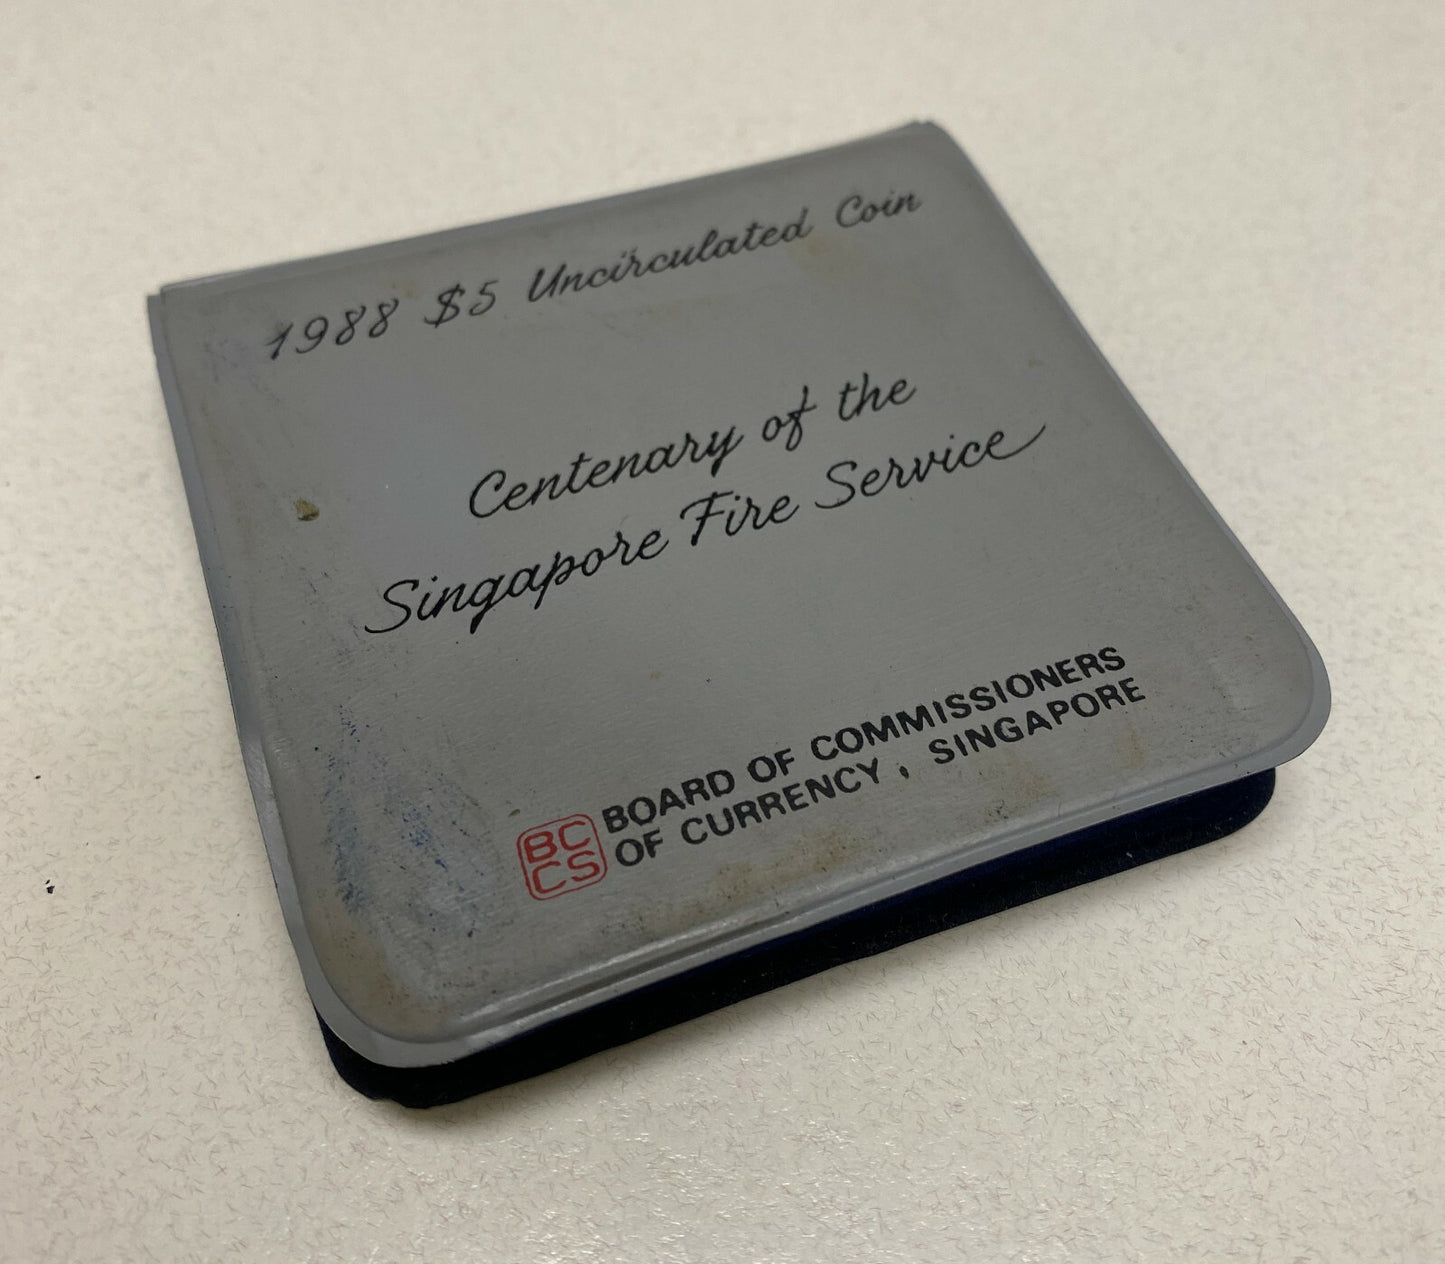 1988 $5 Uncirculated Coin
Centenary of the
Singapore Fire Service
BC
CS
BOARD OF COMMISSIONERS
OF CURRENCY, SINGAPORE